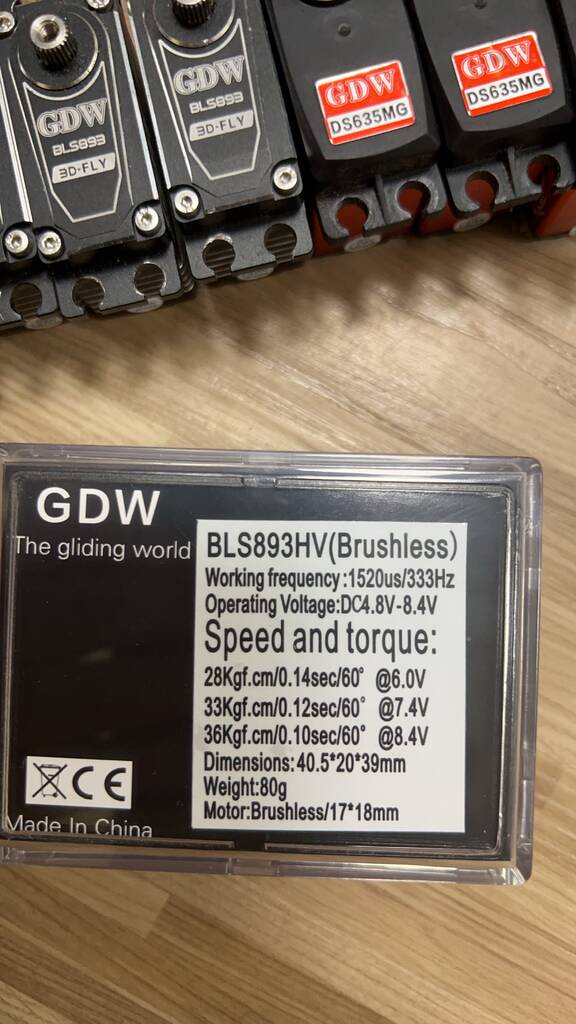 GDW
BLS893
3D-FLY
GDW
BLS893
3D-FLY
GDW
DS635MG
GDW
DS635MG
GDW
The gliding world
BLS893HV(Brushless)
Working frequency:1520us/333Hz
Operating Voltage:DC4.8V-8.4V
Speed and torque:
28Kgf.cm/0.14sec/60° @6.0V
33Kgf.cm/0.12sec/60° @7.4V
36Kgf.cm/0.10sec/60° @8.4V
Dimensions:40.5*20*39mm
Weight:80g
Motor:Brushless/17*18mm
CE
Made In China